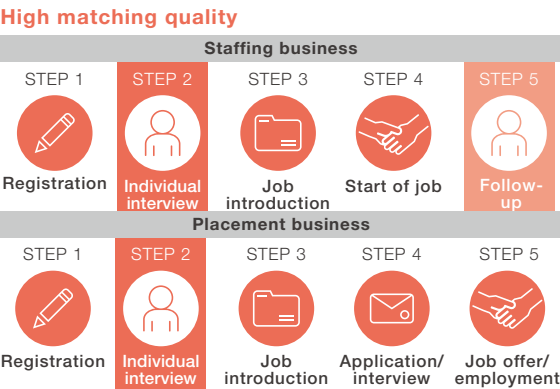 High matching quality
Staffing business
STEP 1 STEP 2 STEP 3 STEP 4 STEP 5
Registration Individual interview Job introduction Start of job Follow-up
Placement business
STEP 1 STEP 2 STEP 3 STEP 4 STEP 5
Registration Individual interview Job introduction Application/interview Job offer/employment